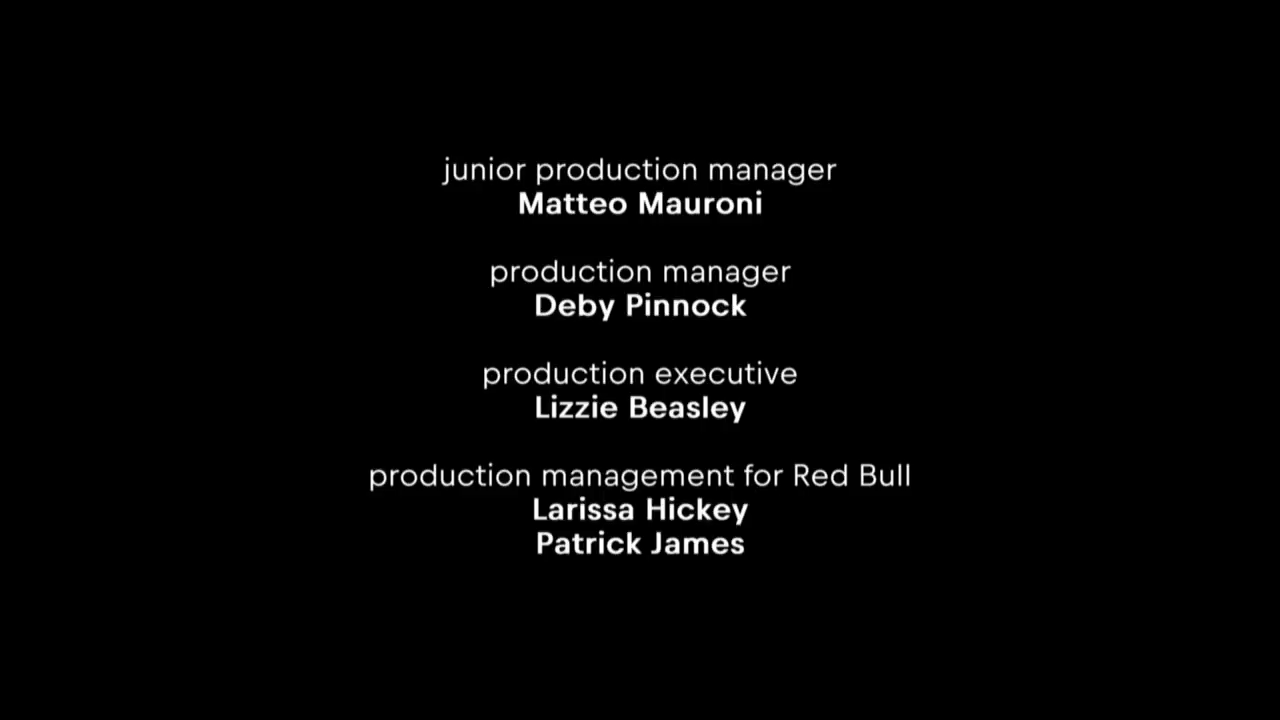 junior production manager
Matteo Mauroni
production manager
Deby Pinnock
production executive
Lizzie Beasley
production management for Red Bull
Larissa Hickey
Patrick James